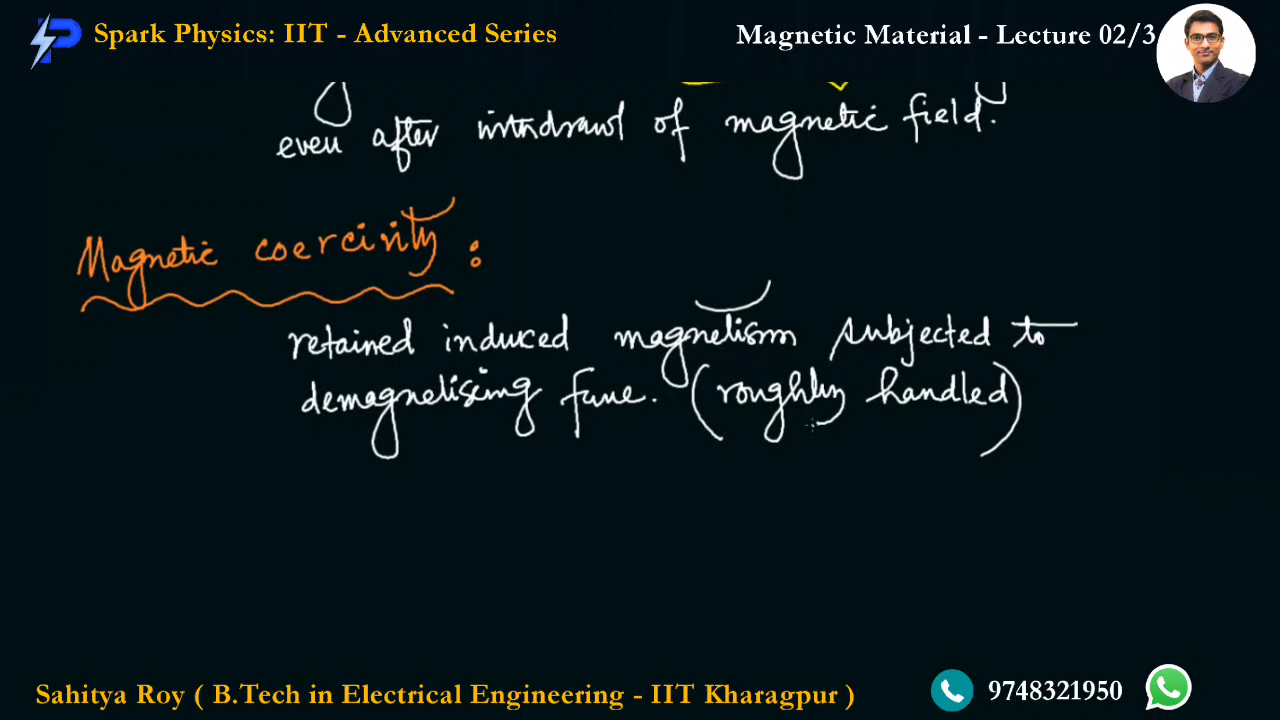 Spark Physics: IIT - Advanced Series
Magnetic Material - Lecture 02/3
even after withdrawl of magnetic field.
Magnetic coercivity :
retained induced magnetism subjected to
demagnetising force. (roughly handled)
Sahitya Roy ( B.Tech in Electrical Engineering - IIT Kharagpur )
9748321950